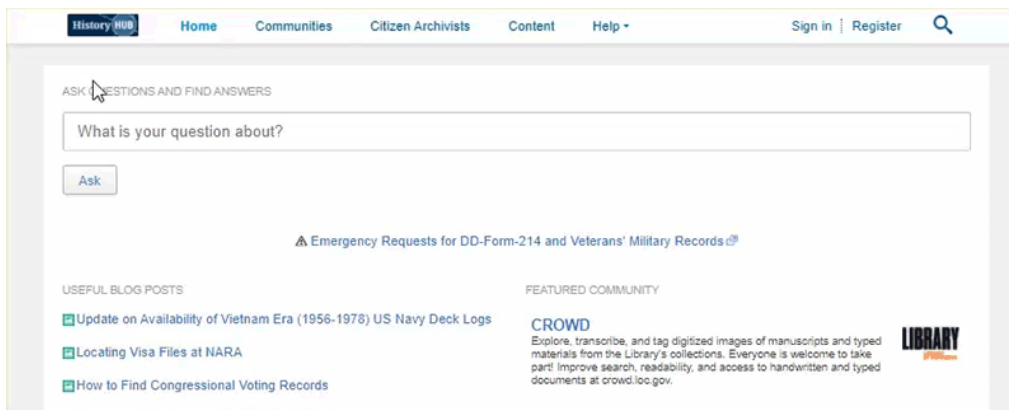 History HUB Home Communities Citizen Archivists Content Help Sign in Register
ASK QUESTIONS AND FIND ANSWERS
What is your question about?
Ask
Emergency Requests for DD-Form-214 and Veterans' Military Records
USEFUL BLOG POSTS
Update on Availability of Vietnam Era (1956-1978) US Navy Deck Logs
Locating Visa Files at NARA
How to Find Congressional Voting Records
FEATURED COMMUNITY
CROWD
Explore, transcribe, and tag digitized images of manuscripts and typed
materials from the Library's collections. Everyone is welcome to take
part! Improve search, readability, and access to handwritten and typed
documents at crowd.loc.gov.
LIBRARY